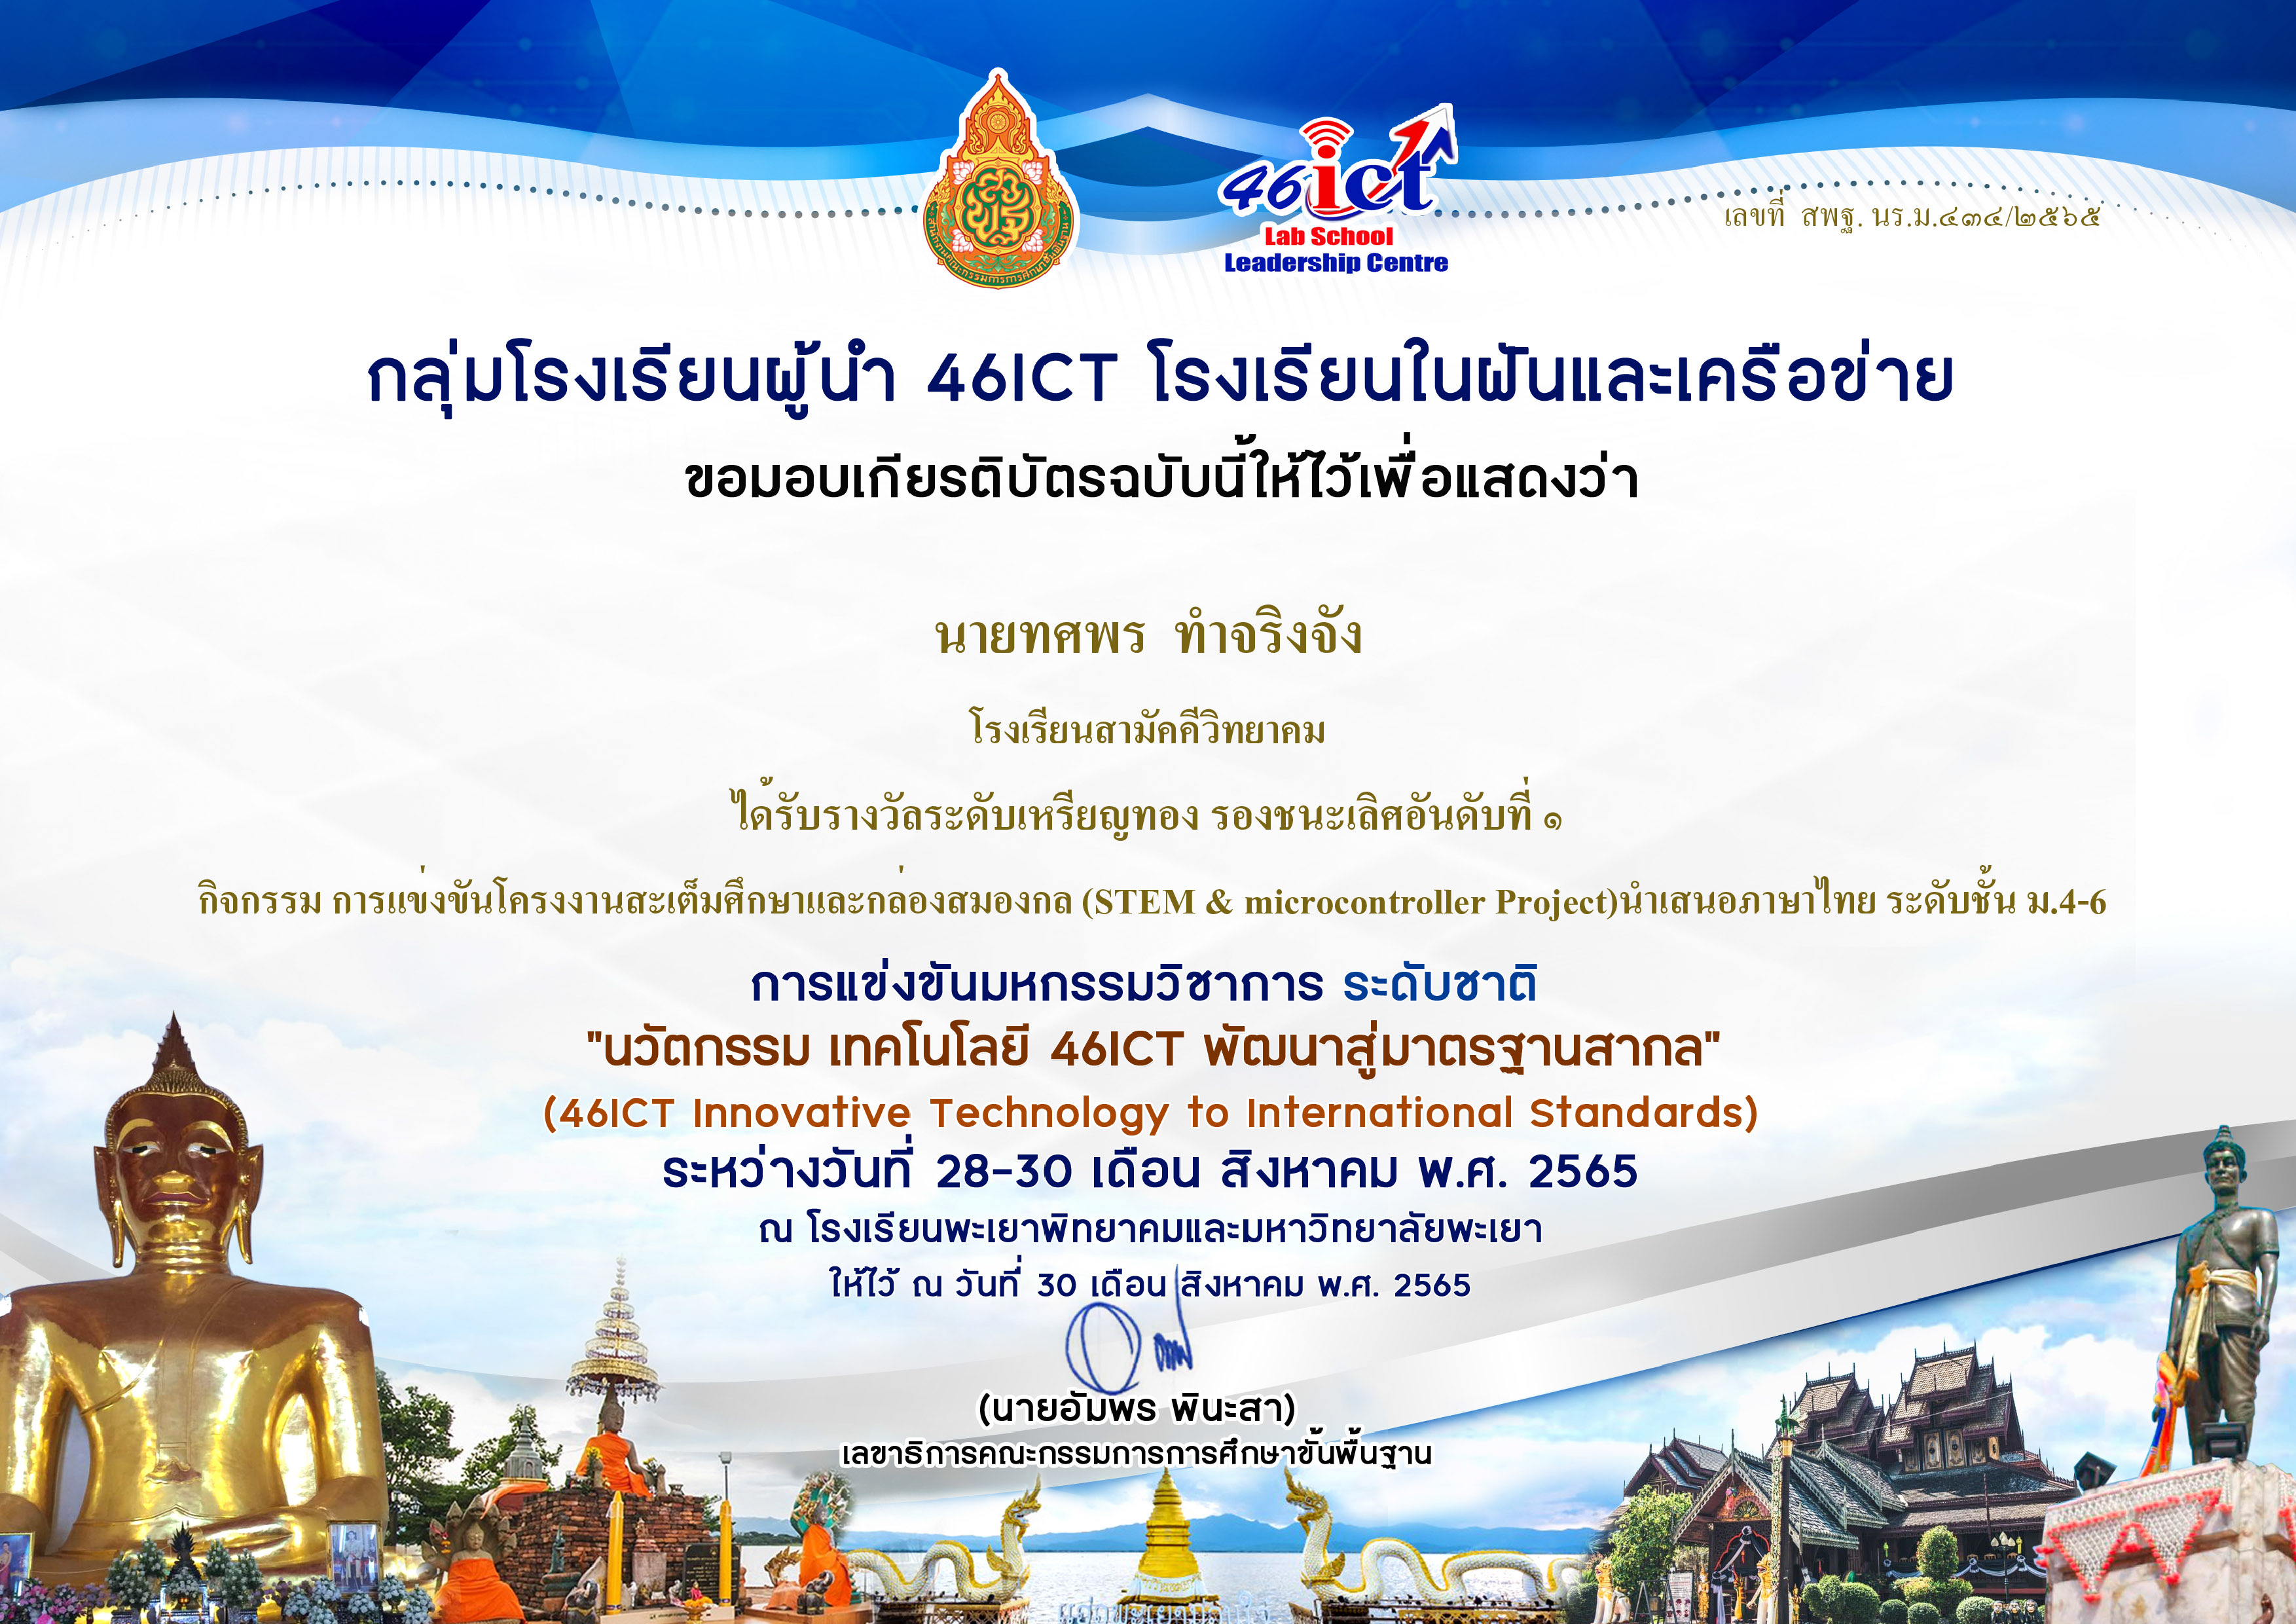 46ict
Lab School
Leadership Centre
เลขที่ สพฐ. นร.ม.๔๓๔/๒๕๖๕
กลุ่มโรงเรียนผู้นำ 46ICT โรงเรียนในฝันและเครือข่าย
ขอมอบเกียรติบัตรฉบับนี้ให้ไว้เพื่อแสดงว่า
นายทศพร ทำจริงจัง
โรงเรียนสามัคคีวิทยาคม
ได้รับรางวัลระดับเหรียญทอง รองชนะเลิศอันดับที่ ๑
กิจกรรม การแข่งขันโครงงานสะเต็มศึกษาและกล่องสมองกล (STEM & microcontroller Project)นำเสนอภาษาไทย ระดับชั้น ม.4-6
การแข่งขันมหกรรมวิชาการ ระดับชาติ
"นวัตกรรม เทคโนโลยี 46ICT พัฒนาสู่มาตรฐานสากล"
(46ICT Innovative Technology to International Standards)
ระหว่างวันที่ 28-30 เดือน สิงหาคม พ.ศ. 2565
ณ โรงเรียนพะเยาพิทยาคมและมหาวิทยาลัยพะเยา
ให้ไว้ ณ วันที่ 30 เดือน สิงหาคม พ.ศ. 2565
(นายอัมพร พินะสา)
เลขาธิการคณะกรรมการการศึกษาขั้นพื้นฐาน